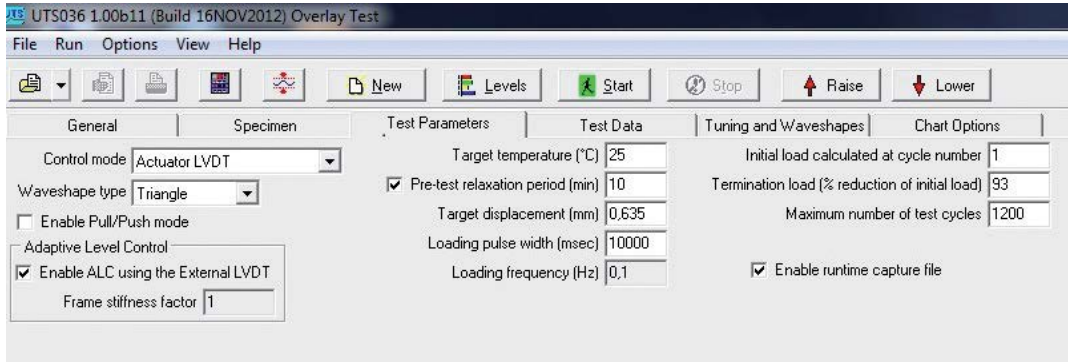 UTS UTS036 1.00b11 (Build 16NOV2012) Overlay Test
File Run Options View Help
New Levels Start Stop Raise Lower
General Specimen Test Parameters Test Data Tuning and Waveshapes Chart Options
Control mode Actuator LVDT
Waveshape type Triangle
Enable Pull/Push mode
Adaptive Level Control
Enable ALC using the External LVDT
Frame stiffness factor 1
Target temperature (°C) 25
Pre-test relaxation period (min) 10
Target displacement (mm) 0,635
Loading pulse width (msec) 10000
Loading frequency (Hz) 0,1
Initial load calculated at cycle number 1
Termination load (% reduction of initial load) 93
Maximum number of test cycles 1200
Enable runtime capture file